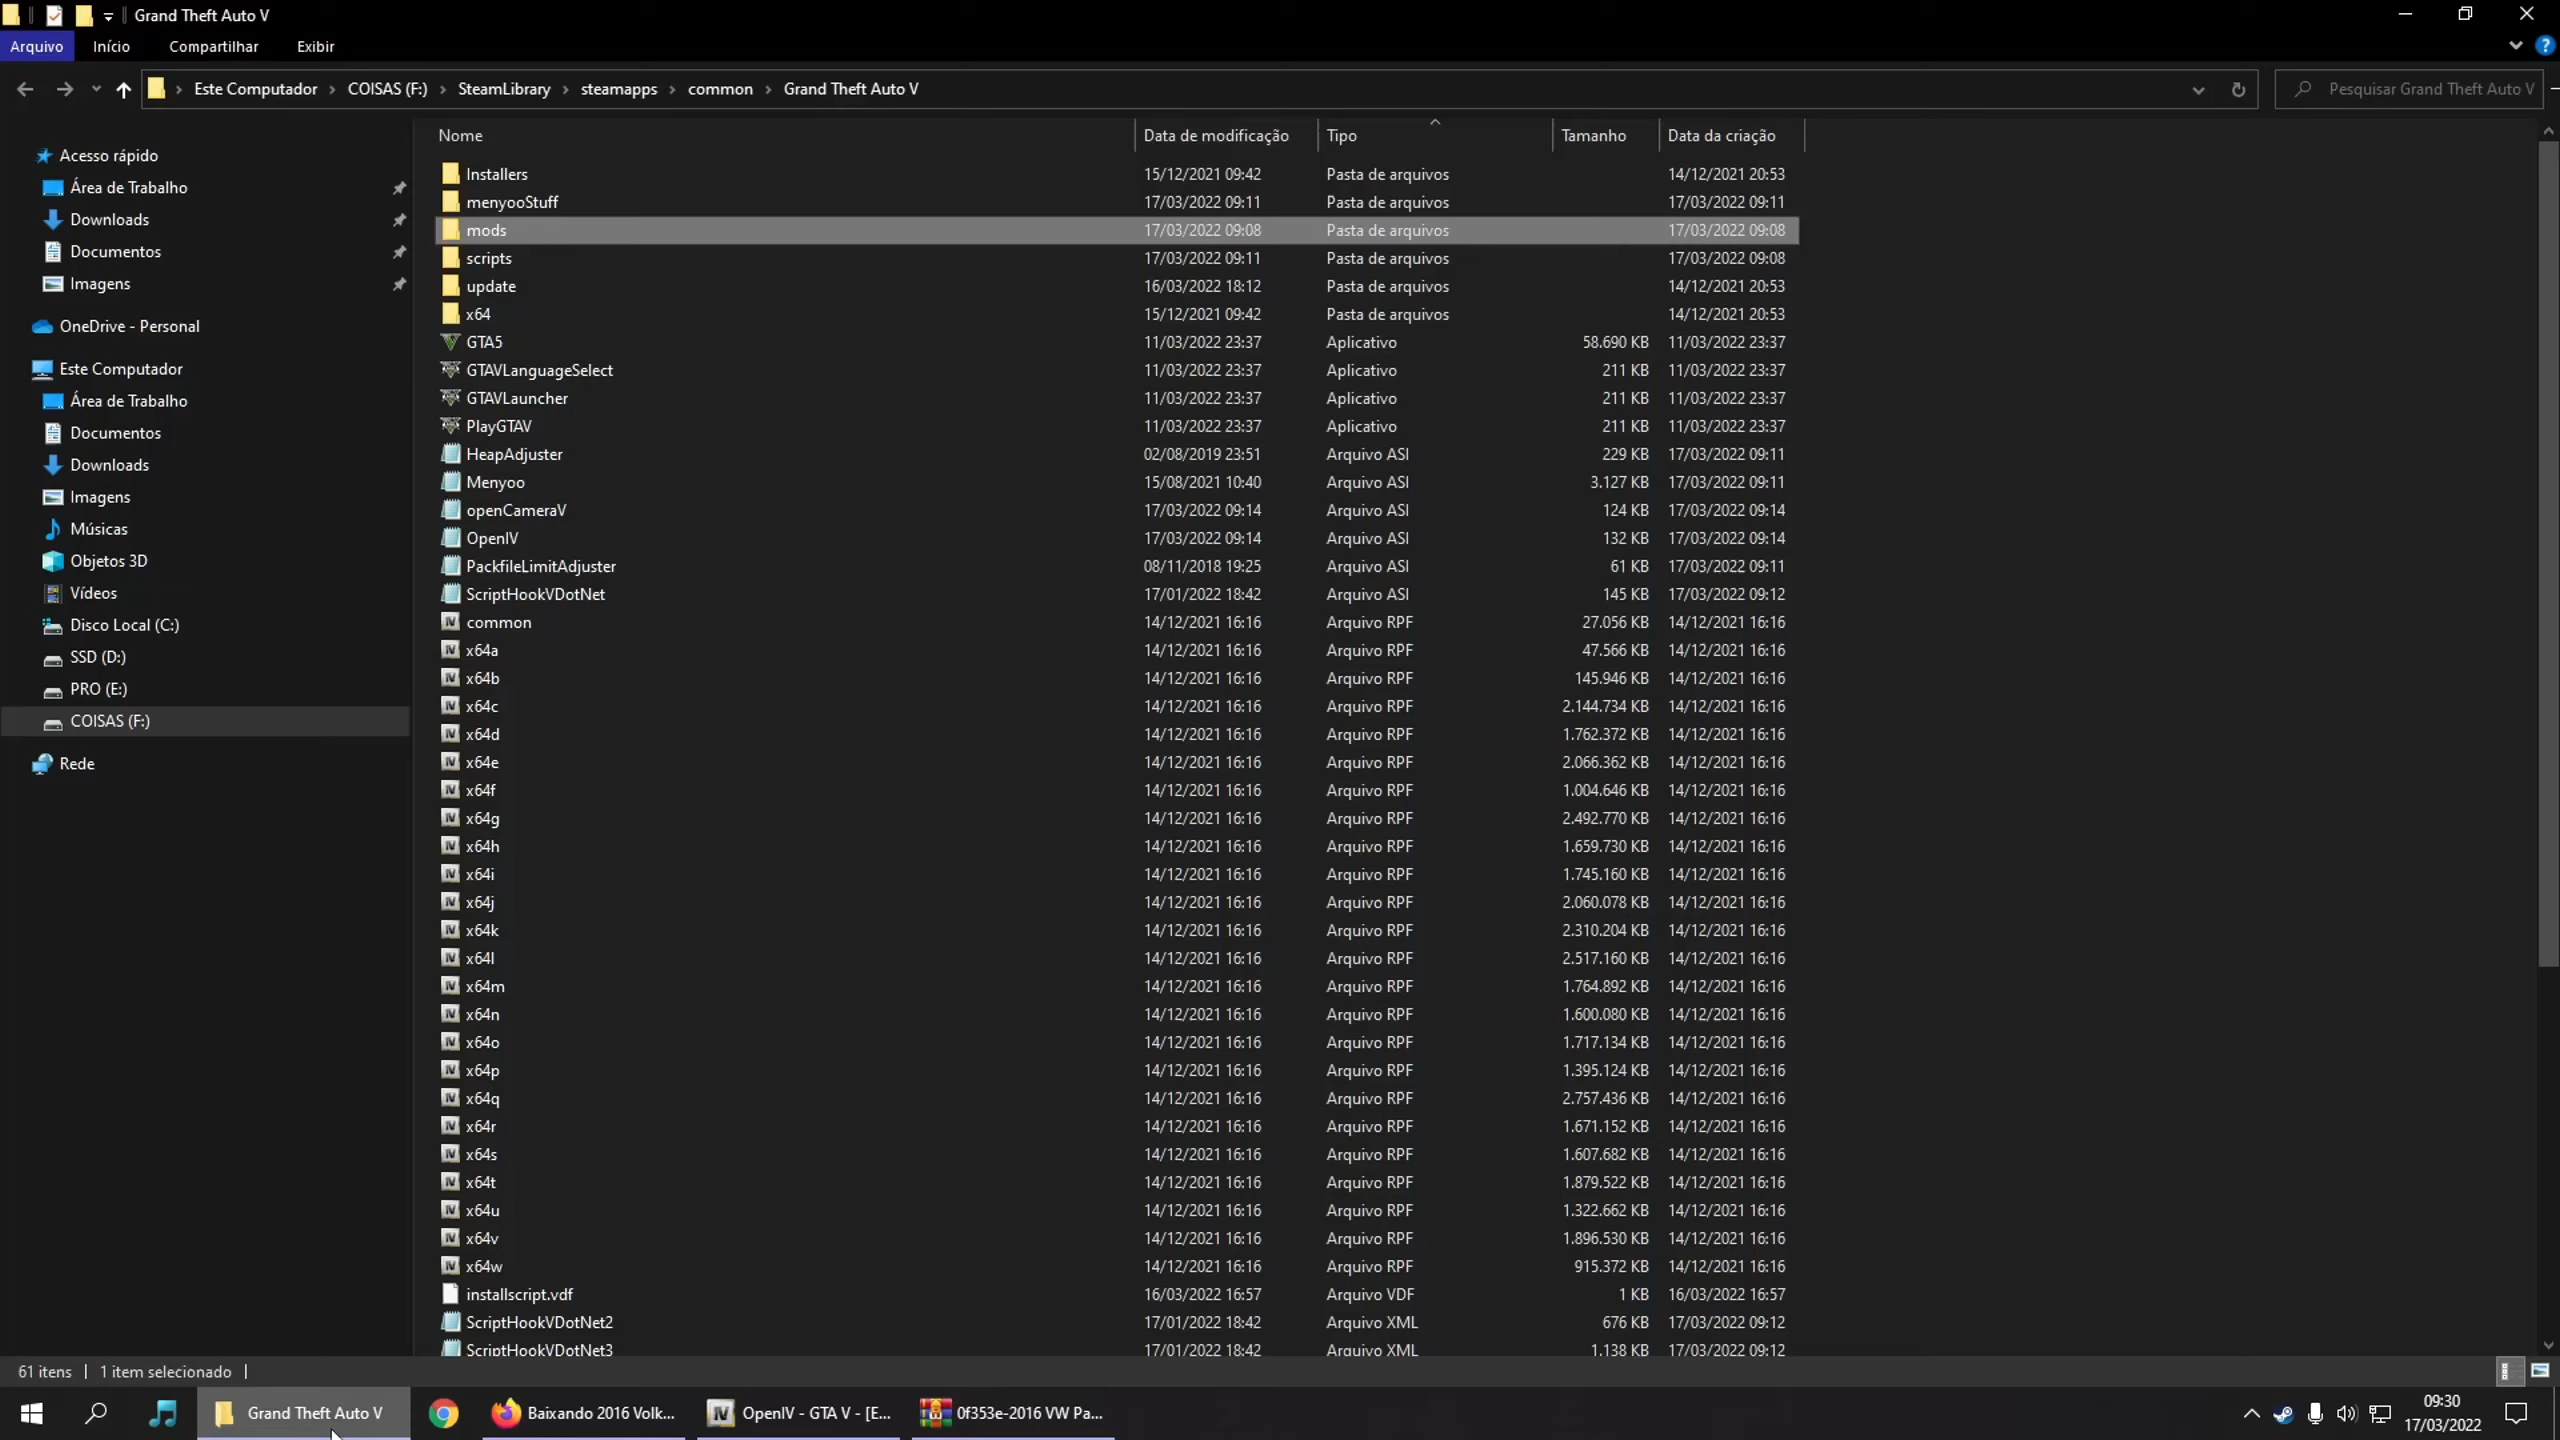 Grand Theft Auto V
Arquivo Início Compartilhar Exibir
Este Computador › COISAS (F:) › SteamLibrary › steamapps › common › Grand Theft Auto V
Pesquisar Grand Theft Auto V
Acesso rápido
Área de Trabalho
Downloads
Documentos
Imagens
OneDrive - Personal
Este Computador
Área de Trabalho
Documentos
Downloads
Imagens
Músicas
Objetos 3D
Vídeos
Disco Local (C:)
SSD (D:)
PRO (E:)
COISAS (F:)
Rede
Nome Data de modificação Tipo Tamanho Data da criação
Installers 15/12/2021 09:42 Pasta de arquivos 14/12/2021 20:53
menyooStuff 17/03/2022 09:11 Pasta de arquivos 17/03/2022 09:11
mods 17/03/2022 09:08 Pasta de arquivos 17/03/2022 09:08
scripts 17/03/2022 09:11 Pasta de arquivos 17/03/2022 09:08
update 16/03/2022 18:12 Pasta de arquivos 14/12/2021 20:53
x64 15/12/2021 09:42 Pasta de arquivos 14/12/2021 20:53
GTA5 11/03/2022 23:37 Aplicativo 58.690 KB 11/03/2022 23:37
GTAVLanguageSelect 11/03/2022 23:37 Aplicativo 211 KB 11/03/2022 23:37
GTAVLauncher 11/03/2022 23:37 Aplicativo 211 KB 11/03/2022 23:37
PlayGTAV 11/03/2022 23:37 Aplicativo 211 KB 11/03/2022 23:37
HeapAdjuster 02/08/2019 23:51 Arquivo ASI 229 KB 17/03/2022 09:11
Menyoo 15/08/2021 10:40 Arquivo ASI 3.127 KB 17/03/2022 09:11
openCameraV 17/03/2022 09:14 Arquivo ASI 124 KB 17/03/2022 09:14
OpenIV 17/03/2022 09:14 Arquivo ASI 132 KB 17/03/2022 09:14
PackfileLimitAdjuster 08/11/2018 19:25 Arquivo ASI 61 KB 17/03/2022 09:11
ScriptHookVDotNet 17/01/2022 18:42 Arquivo ASI 145 KB 17/03/2022 09:12
common 14/12/2021 16:16 Arquivo RPF 27.056 KB 14/12/2021 16:16
x64a 14/12/2021 16:16 Arquivo RPF 47.566 KB 14/12/2021 16:16
x64b 14/12/2021 16:16 Arquivo RPF 145.946 KB 14/12/2021 16:16
x64c 14/12/2021 16:16 Arquivo RPF 2.144.734 KB 14/12/2021 16:16
x64d 14/12/2021 16:16 Arquivo RPF 1.762.372 KB 14/12/2021 16:16
x64e 14/12/2021 16:16 Arquivo RPF 2.066.362 KB 14/12/2021 16:16
x64f 14/12/2021 16:16 Arquivo RPF 1.004.646 KB 14/12/2021 16:16
x64g 14/12/2021 16:16 Arquivo RPF 2.492.770 KB 14/12/2021 16:16
x64h 14/12/2021 16:16 Arquivo RPF 1.659.730 KB 14/12/2021 16:16
x64i 14/12/2021 16:16 Arquivo RPF 1.745.160 KB 14/12/2021 16:16
x64j 14/12/2021 16:16 Arquivo RPF 2.060.078 KB 14/12/2021 16:16
x64k 14/12/2021 16:16 Arquivo RPF 2.310.204 KB 14/12/2021 16:16
x64l 14/12/2021 16:16 Arquivo RPF 2.517.160 KB 14/12/2021 16:16
x64m 14/12/2021 16:16 Arquivo RPF 1.764.892 KB 14/12/2021 16:16
x64n 14/12/2021 16:16 Arquivo RPF 1.600.080 KB 14/12/2021 16:16
x64o 14/12/2021 16:16 Arquivo RPF 1.717.134 KB 14/12/2021 16:16
x64p 14/12/2021 16:16 Arquivo RPF 1.395.124 KB 14/12/2021 16:16
x64q 14/12/2021 16:16 Arquivo RPF 2.757.436 KB 14/12/2021 16:16
x64r 14/12/2021 16:16 Arquivo RPF 1.671.152 KB 14/12/2021 16:16
x64s 14/12/2021 16:16 Arquivo RPF 1.607.682 KB 14/12/2021 16:16
x64t 14/12/2021 16:16 Arquivo RPF 1.879.522 KB 14/12/2021 16:16
x64u 14/12/2021 16:16 Arquivo RPF 1.322.662 KB 14/12/2021 16:16
x64v 14/12/2021 16:16 Arquivo RPF 1.896.530 KB 14/12/2021 16:16
x64w 14/12/2021 16:16 Arquivo RPF 915.372 KB 14/12/2021 16:16
installscript.vdf 16/03/2022 16:57 Arquivo VDF 1 KB 16/03/2022 16:57
ScriptHookVDotNet2 17/01/2022 18:42 Arquivo XML 676 KB 17/03/2022 09:12
ScriptHookVDotNet3 17/01/2022 18:42 Arquivo XML 1.138 KB 17/03/2022 09:12
61 itens | 1 item selecionado |
Grand Theft Auto V
Baixando 2016 Volk...
OpenIV - GTA V - [E...
0f353e-2016 VW Pa...
09:30
17/03/2022